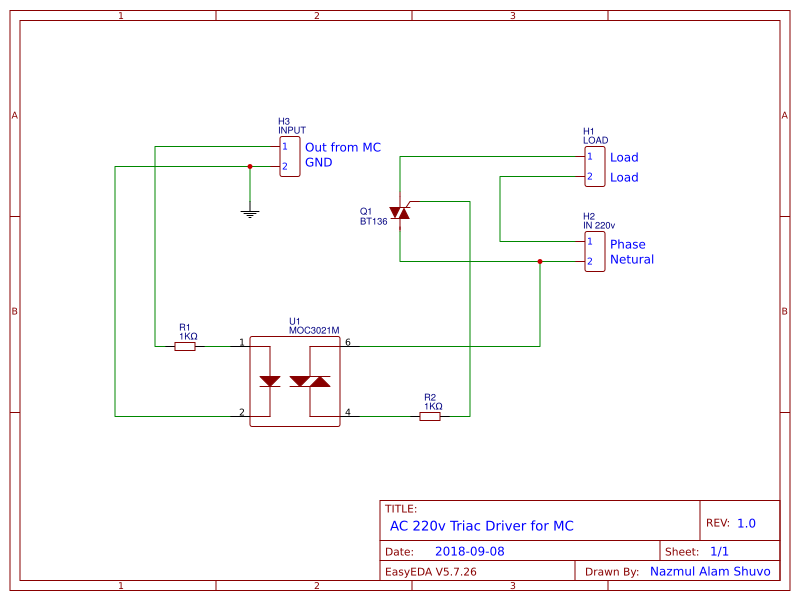 1 2 3
A A
H3
INPUT
1 Out from MC
2 GND
H1
LOAD
1 Load
2 Load
Q1
BT136
H2
IN 220v
1 Phase
2 Netural
B B
R1
1KΩ
U1
MOC3021M
1 6
2 4
R2
1KΩ
TITLE:
AC 220v Triac Driver for MC
REV: 1.0
Date: 2018-09-08
Sheet: 1/1
EasyEDA V5.7.26
Drawn By: Nazmul Alam Shuvo
1 2 3